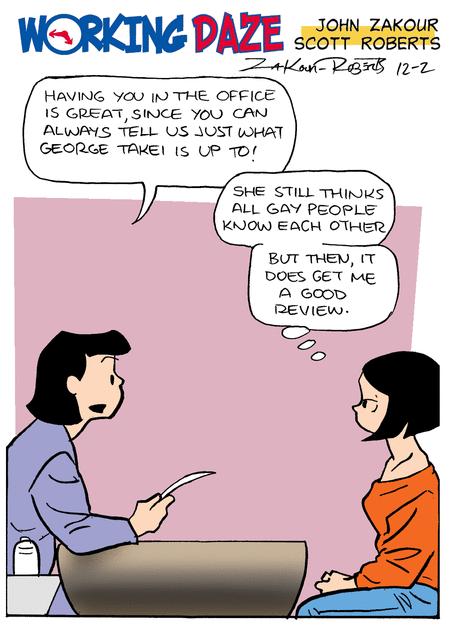 WORKING DAZE
JOHN ZAKOUR
SCOTT ROBERTS
ZAKOUR-ROBERTS 12-2
HAVING YOU IN THE OFFICE
IS GREAT, SINCE YOU CAN
ALWAYS TELL US JUST WHAT
GEORGE TAKEI IS UP TO!
SHE STILL THINKS
ALL GAY PEOPLE
KNOW EACH OTHER
BUT THEN, IT
DOES GET ME
A GOOD
REVIEW.